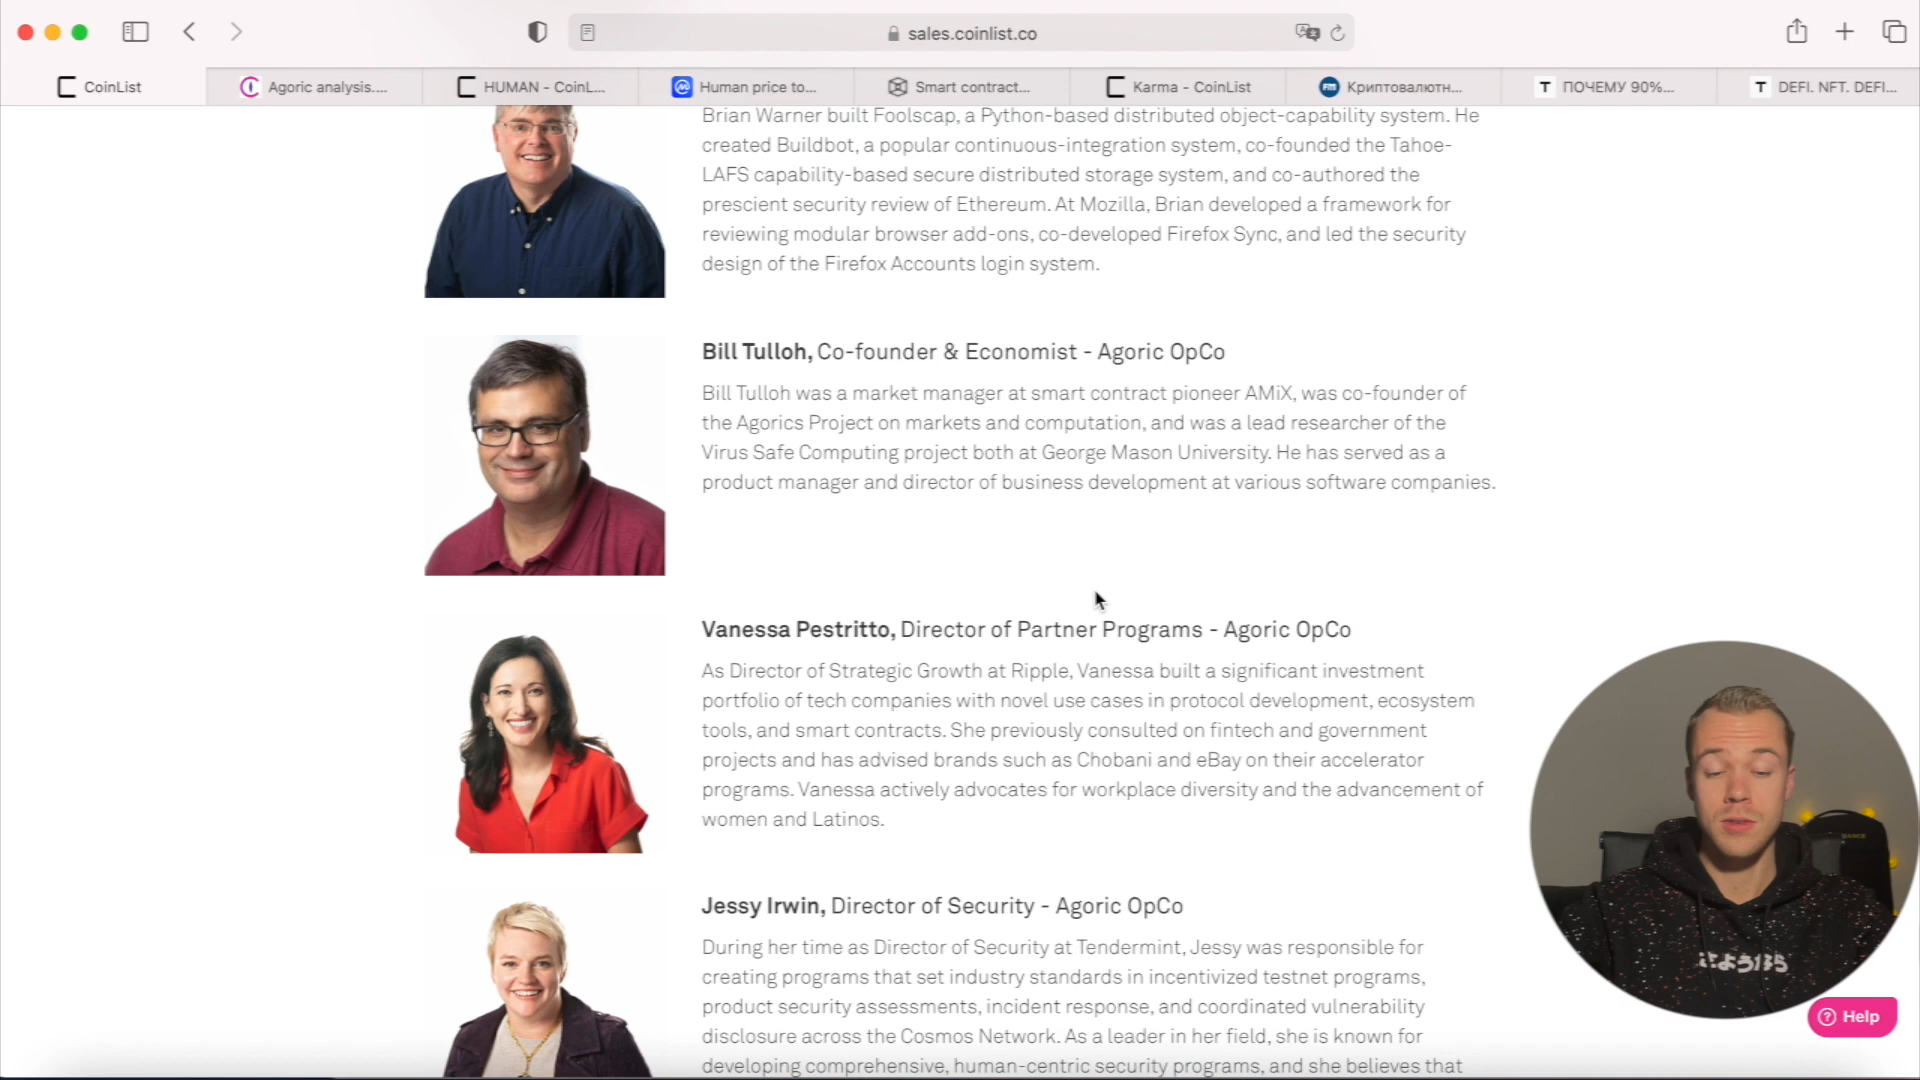 sales.coinlist.co
CoinList
Agoric analysis....
HUMAN - CoinL...
Human price to...
Smart contract...
Karma - CoinList
Криптовалютн...
ПОЧЕМУ 90%...
DEFI. NFT. DEFI...
Brian Warner built Foolscap, a Python-based distributed object-capability system. He
created Buildbot, a popular continuous-integration system, co-founded the Tahoe-
LAFS capability-based secure distributed storage system, and co-authored the
prescient security review of Ethereum. At Mozilla, Brian developed a framework for
reviewing modular browser add-ons, co-developed Firefox Sync, and led the security
design of the Firefox Accounts login system.
Bill Tulloh, Co-founder & Economist - Agoric OpCo
Bill Tulloh was a market manager at smart contract pioneer AMiX, was co-founder of
the Agorics Project on markets and computation, and was a lead researcher of the
Virus Safe Computing project both at George Mason University. He has served as a
product manager and director of business development at various software companies.
Vanessa Pestritto, Director of Partner Programs - Agoric OpCo
As Director of Strategic Growth at Ripple, Vanessa built a significant investment
portfolio of tech companies with novel use cases in protocol development, ecosystem
tools, and smart contracts. She previously consulted on fintech and government
projects and has advised brands such as Chobani and eBay on their accelerator
programs. Vanessa actively advocates for workplace diversity and the advancement of
women and Latinos.
Jessy Irwin, Director of Security - Agoric OpCo
During her time as Director of Security at Tendermint, Jessy was responsible for
creating programs that set industry standards in incentivized testnet programs,
product security assessments, incident response, and coordinated vulnerability
disclosure across the Cosmos Network. As a leader in her field, she is known for
developing comprehensive, human-centric security programs, and she believes that
さようなら
Help